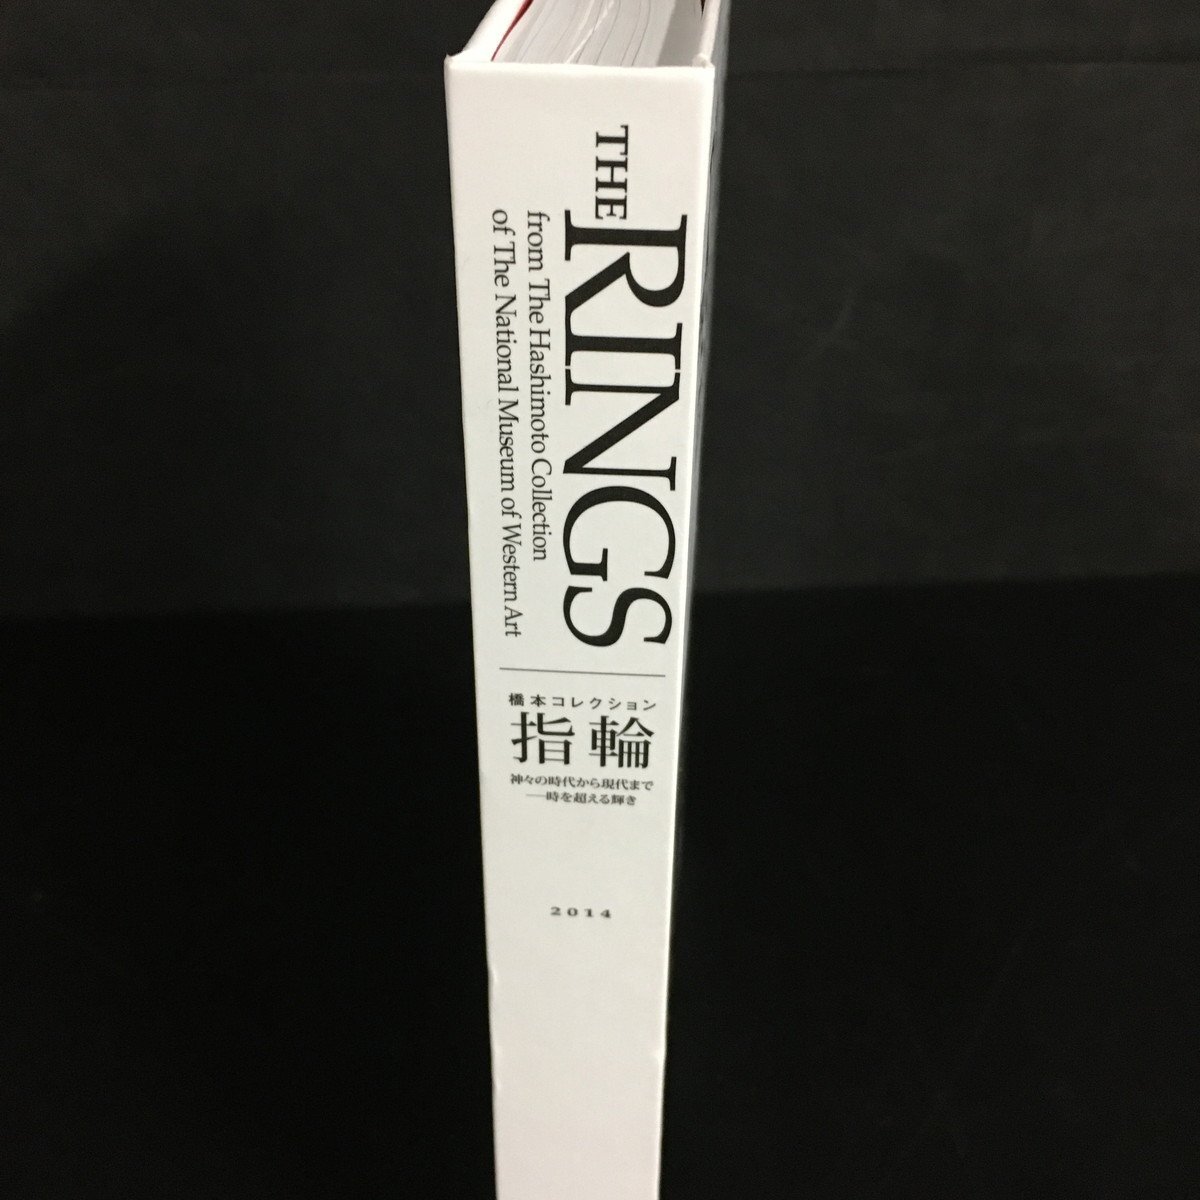 THE RINGS
from The Hashimoto Collection
of The National Museum of Western Art
橋本コレクション
指輪
神々の時代から現代まで
―時を超える輝き
2014